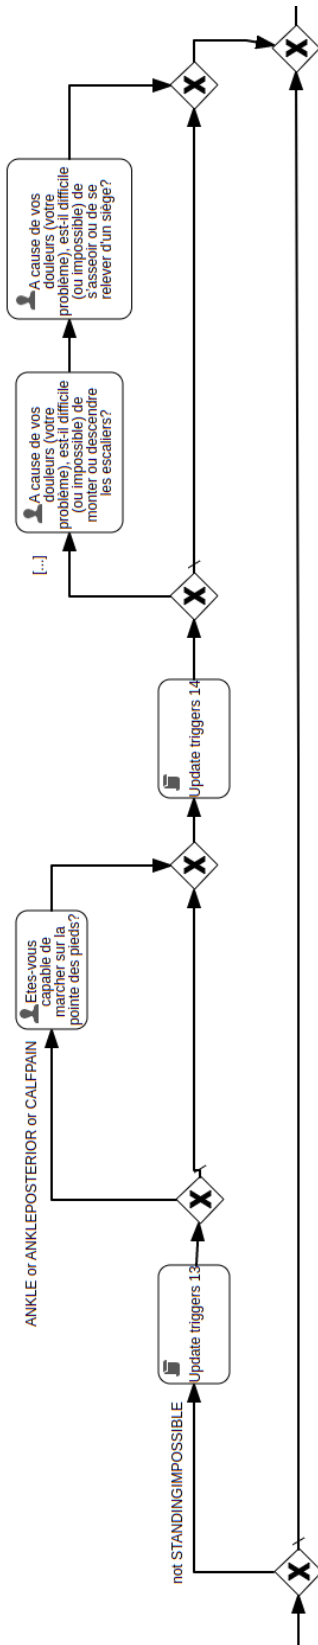 not STANDINGIMPOSSIBLE
Update triggers 13
ANKLE or ANKLEPOSTERIOR or CALFPAIN
Etes-vous
capable de
marcher sur la
pointe des pieds?
Update triggers 14
[...]
A cause de vos
douleurs (votre
problème), est-il difficile
(ou impossible) de
monter ou descendre
les escaliers?
A cause de vos
douleurs (votre
problème), est-il difficile
(ou impossible) de
s'asseoir ou de se
relever d'un siège?